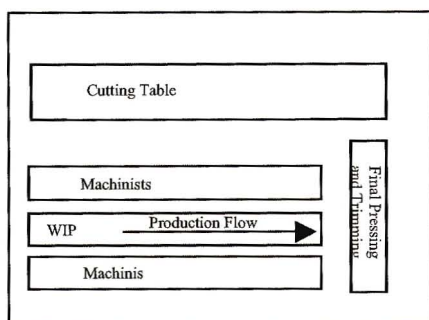 Cutting Table
Machinists
Production Flow
WIP
Machinis
Final Pressing
and Trimming